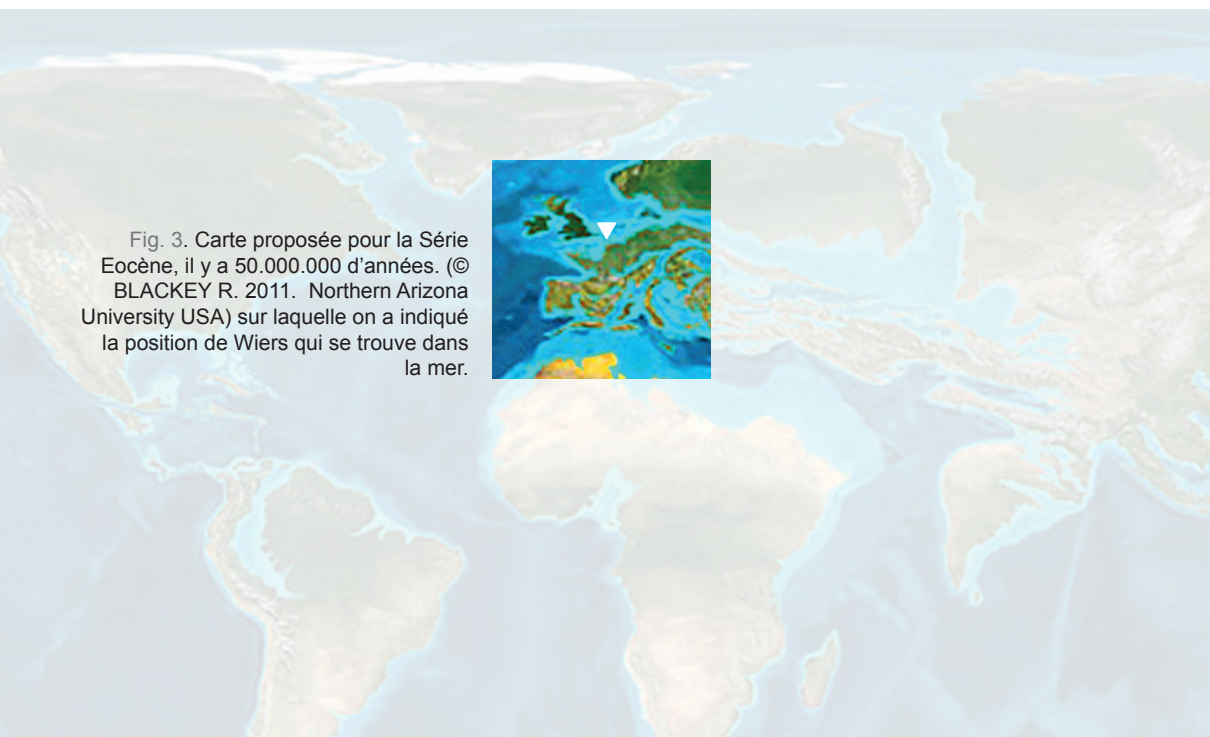 Fig. 3. Carte proposée pour la Série
Eocène, il y a 50.000.000 d'années. (©
BLACKEY R. 2011. Northern Arizona
University USA) sur laquelle on a indiqué
la position de Wiers qui se trouve dans
la mer.